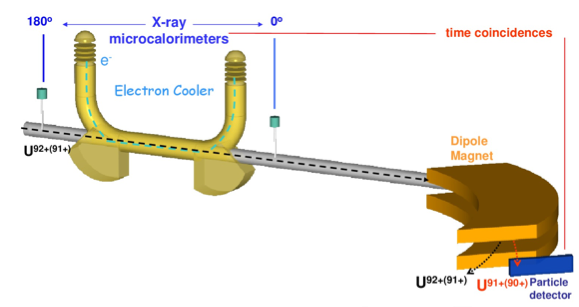 180º
X-ray
0º
microcalorimeters
time coincidences
e-
Electron Cooler
Dipole
Magnet
U92+(91+)
U92+(91+)
U91+(90+)
Particle
detector